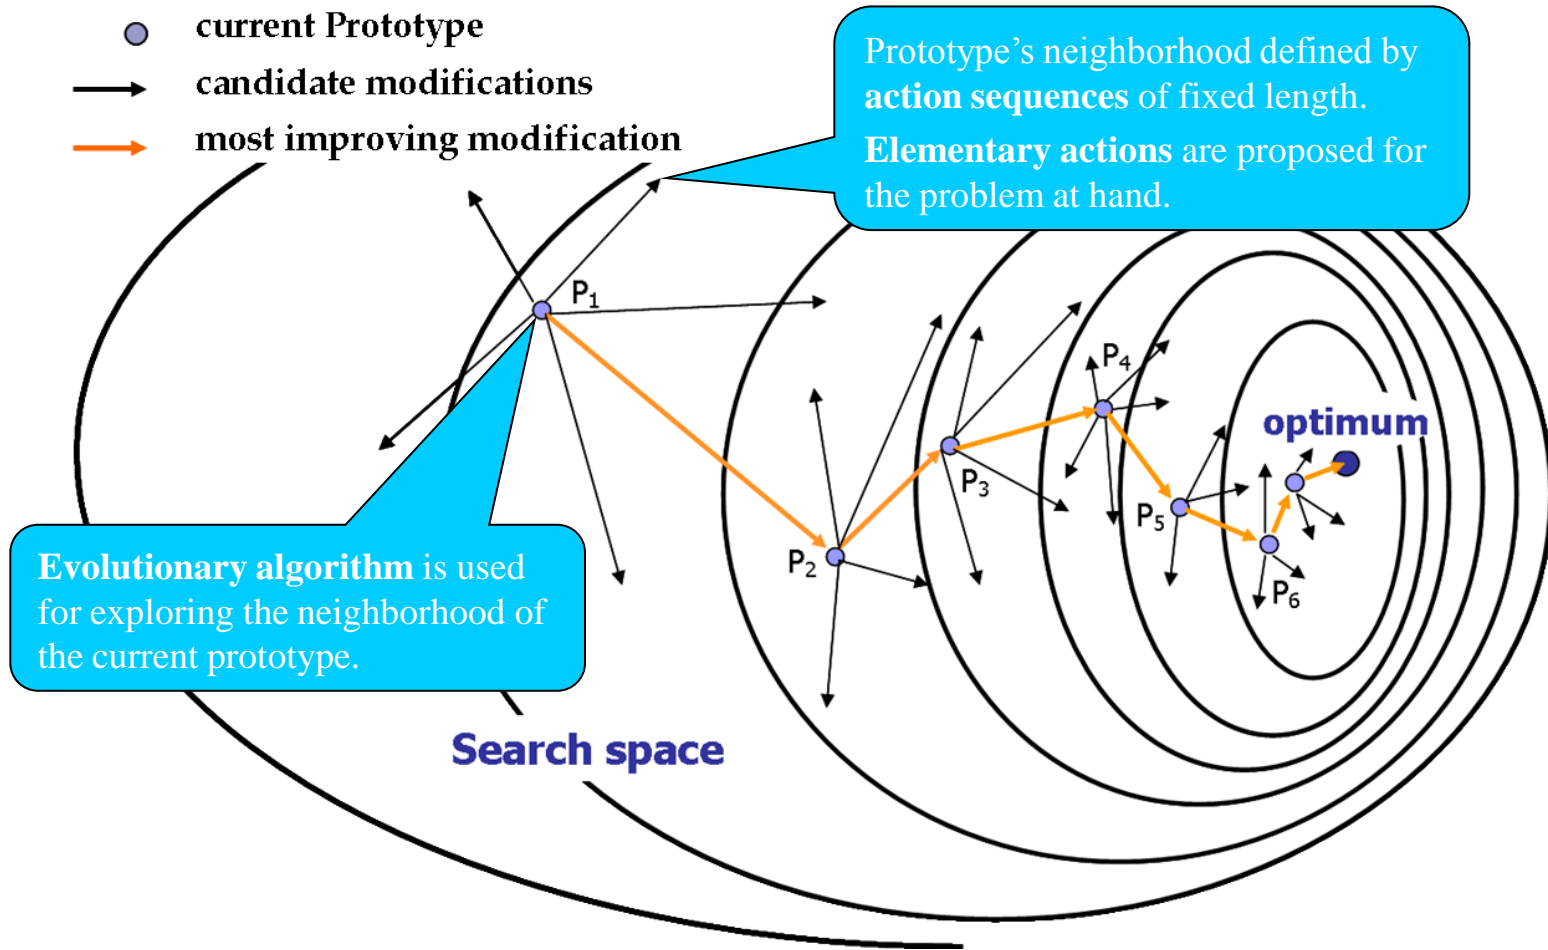 current Prototype
candidate modifications
most improving modification
Prototype’s neighborhood defined by
action sequences of fixed length.
Elementary actions are proposed for
the problem at hand.
P1
P4
optimum
P3
P5
P2
P6
Evolutionary algorithm is used
for exploring the neighborhood of
the current prototype.
Search space